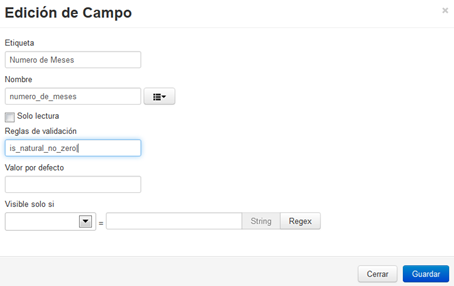 Edición de Campo
×
Etiqueta
Numero de Meses
Nombre
numero_de_meses
Solo lectura
Reglas de validación
is_natural_no_zero
Valor por defecto
Visible solo si
= String Regex
Cerrar Guardar